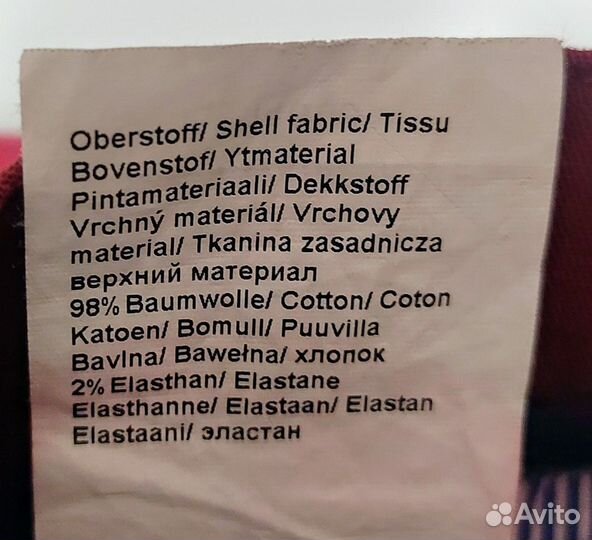 Oberstoff/ Shell fabric/ Tissu
Bovenstof/ Ytmaterial
Pintamateriaali/ Dekkstoff
Vrchný materiál/ Vrchovy
material/ Tkanina zasadnicza
верхний материал
98% Baumwolle/ Cotton/ Coton
Katoen/ Bomull/ Puuvilla
Bavlna/ Bawełna/ хлопок
2% Elasthan/ Elastane
Elasthanne/ Elastaan/ Elastan
Elastaani/ эластан
Avito